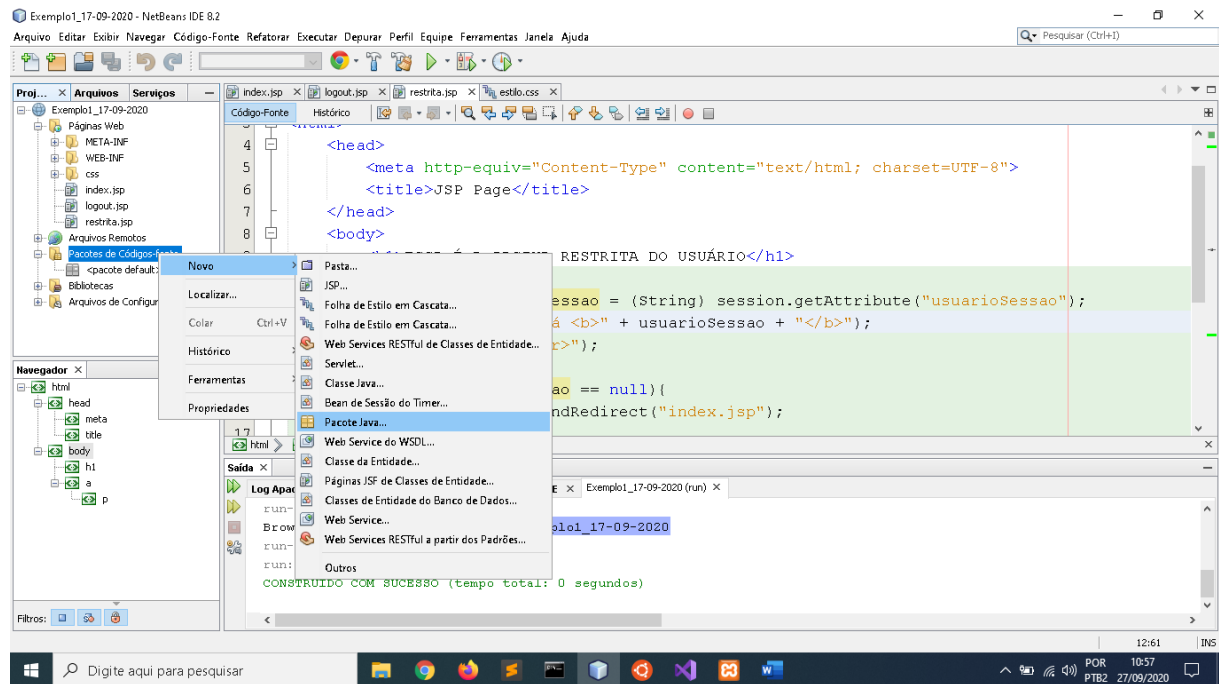 Exemplo1_17-09-2020 - NetBeans IDE 8.2
Arquivo Editar Exibir Navegar Código-Fonte Refatorar Executar Depurar Perfil Equipe Ferramentas Janela Ajuda
Pesquisar (Ctrl+I)
Proj... Arquivos Serviços
Exemplo1_17-09-2020
Páginas Web
META-INF
WEB-INF
css
index.jsp
logout.jsp
restrita.jsp
Arquivos Remotos
Pacotes de Códigos-fonte
<pacote default>
Bibliotecas
Arquivos de Configur
Navegador
html
head
meta
title
body
h1
a
p
Filtros:
index.jsp logout.jsp restrita.jsp estilo.css
Código-Fonte Histórico
4 <head>
5 <meta http-equiv="Content-Type" content="text/html; charset=UTF-8">
6 <title>JSP Page</title>
7 </head>
8 <body>
RESTRITA DO USUÁRIO</h1>
essao = (String) session.getAttribute("usuarioSessao");
á <b>" + usuarioSessao + "</b>");
r>");
ao == null){
ndRedirect("index.jsp");
17
html
Novo
Localizar...
Colar Ctrl+V
Histórico
Ferramentas
Propriedades
Pasta...
JSP...
Folha de Estilo em Cascata...
Folha de Estilo em Cascata...
Web Services RESTful de Classes de Entidade...
Servlet...
Classe Java...
Bean de Sessão do Timer...
Pacote Java...
Web Service do WSDL...
Classe da Entidade...
Páginas JSF de Classes de Entidade...
Classes de Entidade do Banco de Dados...
Web Service...
Web Services RESTful a partir dos Padrões...
Outros
Saída
Log Apac E Exemplo1_17-09-2020 (run)
run-
Brow plo1_17-09-2020
run-
run:
CONSTRUÍDO COM SUCESSO (tempo total: 0 segundos)
12:61 INS
Digite aqui para pesquisar
POR
PTB2
10:57
27/09/2020